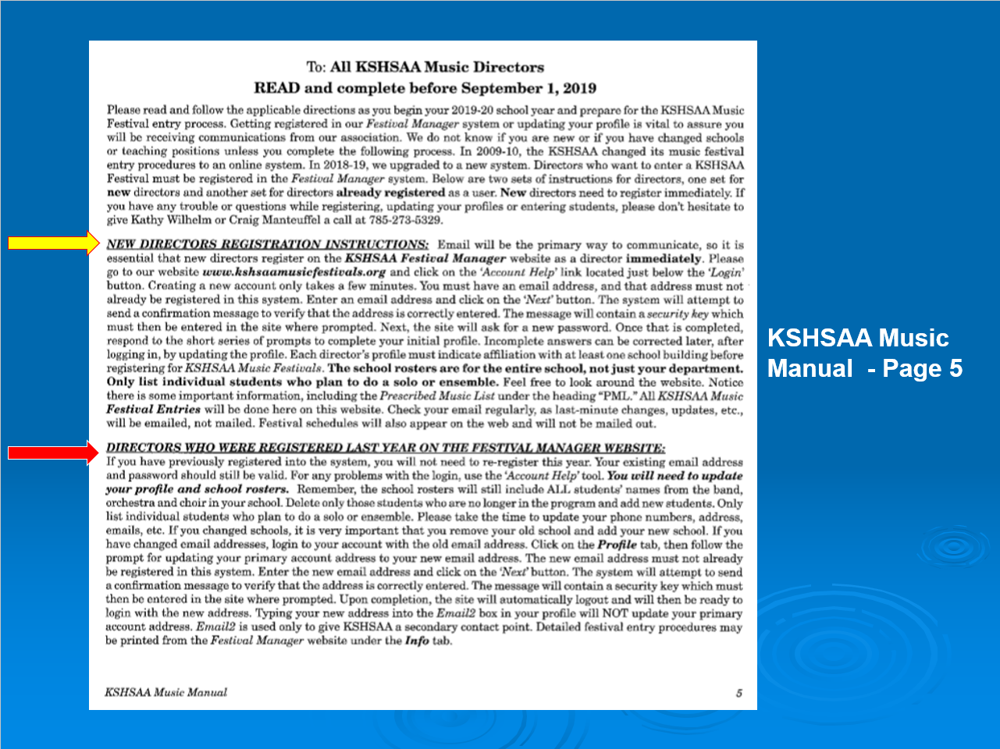 To: All KSHSAA Music Directors
READ and complete before September 1, 2019
Please read and follow the applicable directions as you begin your 2019-20 school year and prepare for the KSHSAA Music
Festival entry process. Getting registered in our Festival Manager system or updating your profile is vital to assure you
will be receiving communications from our association. We do not know if you are new or if you have changed schools
or teaching positions unless you complete the following process. In 2009-10, the KSHSAA changed its music festival
entry procedures to an online system. In 2018-19, we upgraded to a new system. Directors who want to enter a KSHSAA
Festival must be registered in the Festival Manager system. Below are two sets of instructions for directors, one set for
new directors and another set for directors already registered as a user. New directors need to register immediately. If
you have any trouble or questions while registering, updating your profiles or entering students, please don't hesitate to
give Kathy Wilhelm or Craig Manteuffel a call at 785-273-5329.
NEW DIRECTORS REGISTRATION INSTRUCTIONS: Email will be the primary way to communicate, so it is
essential that new directors register on the KSHSAA Festival Manager website as a director immediately. Please
go to our website www.kshsaamusicfestivals.org and click on the 'Account Help' link located just below the 'Login'
button. Creating a new account only takes a few minutes. You must have an email address, and that address must not
already be registered in this system. Enter an email address and click on the 'Next' button. The system will attempt to
send a confirmation message to verify that the address is correctly entered. The message will contain a security key which
must then be entered in the site where prompted. Next, the site will ask for a new password. Once that is completed,
respond to the short series of prompts to complete your initial profile. Incomplete answers can be corrected later, after
logging in, by updating the profile. Each director's profile must indicate affiliation with at least one school building before
registering for KSHSAA Music Festivals. The school rosters are for the entire school, not just your department.
Only list individual students who plan to do a solo or ensemble. Feel free to look around the website. Notice
there is some important information, including the Prescribed Music List under the heading "PML." All KSHSAA Music
Festival Entries will be done here on this website. Check your email regularly, as last-minute changes, updates, etc.,
will be emailed, not mailed. Festival schedules will also appear on the web and will not be mailed out.
DIRECTORS WHO WERE REGISTERED LAST YEAR ON THE FESTIVAL MANAGER WEBSITE:
If you have previously registered into the system, you will not need to re-register this year. Your existing email address
and password should still be valid. For any problems with the login, use the 'Account Help' tool. You will need to update
your profile and school rosters. Remember, the school rosters will still include ALL students' names from the band,
orchestra and choir in your school. Delete only those students who are no longer in the program and add new students. Only
list individual students who plan to do a solo or ensemble. Please take the time to update your phone numbers, address,
emails, etc. If you changed schools, it is very important that you remove your old school and add your new school. If you
have changed email addresses, login to your account with the old email address. Click on the Profile tab, then follow the
prompt for updating your primary account address to your new email address. The new email address must not already
be registered in this system. Enter the new email address and click on the 'Next' button. The system will attempt to send
a confirmation message to verify that the address is correctly entered. The message will contain a security key which must
then be entered in the site where prompted. Upon completion, the site will automatically logout and will then be ready to
login with the new address. Typing your new address into the Email2 box in your profile will NOT update your primary
account address. Email2 is used only to give KSHSAA a secondary contact point. Detailed festival entry procedures may
be printed from the Festival Manager website under the Info tab.
KSHSAA Music Manual 5
KSHSAA Music
Manual - Page 5